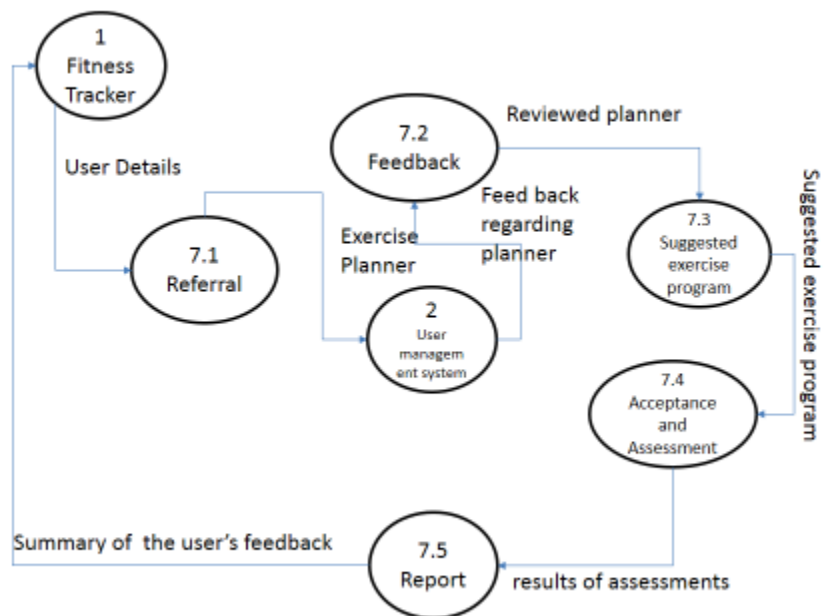 1
Fitness
Tracker
User Details
7.1
Referral
Exercise
Planner
2
User
managem
ent system
Feed back
regarding
planner
7.2
Feedback
Reviewed planner
7.3
Suggested
exercise
program
Suggested exercise program
7.4
Acceptance
and
Assessment
results of assessments
7.5
Report
Summary of the user's feedback